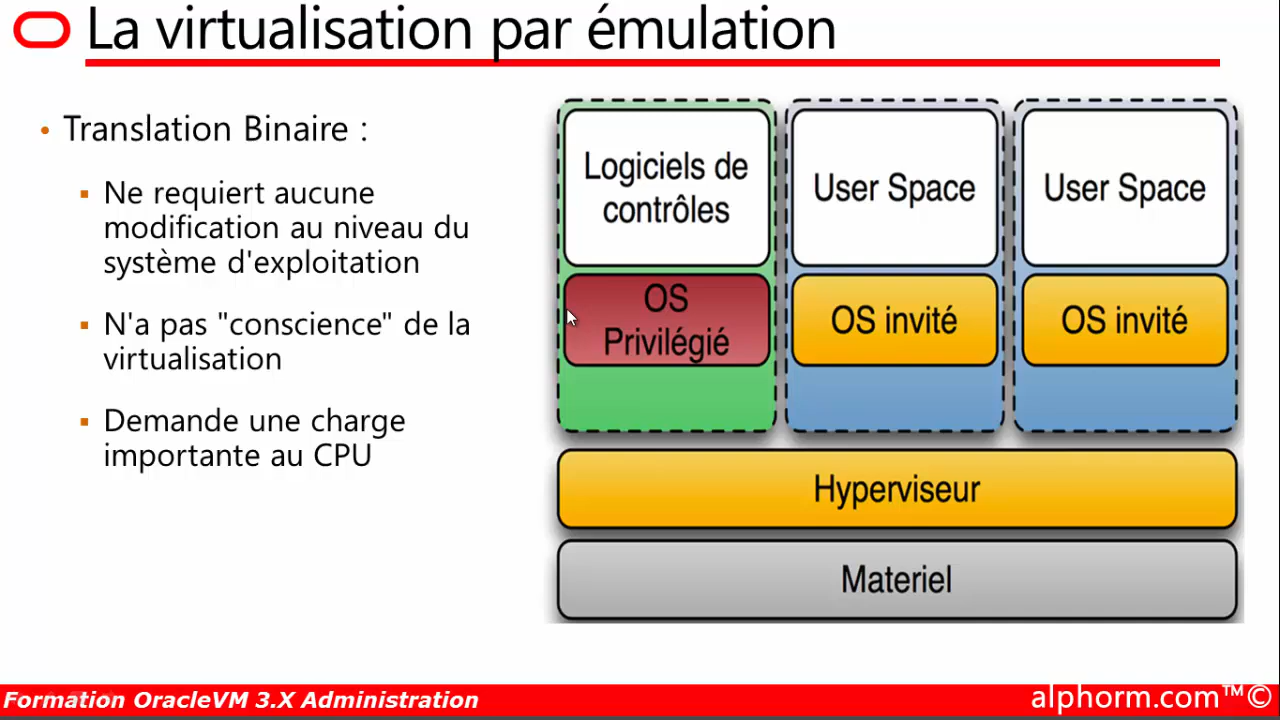 La virtualisation par émulation
• Translation Binaire :
▪ Ne requiert aucune
modification au niveau du
système d'exploitation
▪ N'a pas "conscience" de la
virtualisation
▪ Demande une charge
importante au CPU
Logiciels de
contrôles
User Space
User Space
OS
Privilégié
OS invité
OS invité
Hyperviseur
Materiel
Formation OracleVM 3.X Administration
alphorm.com™©